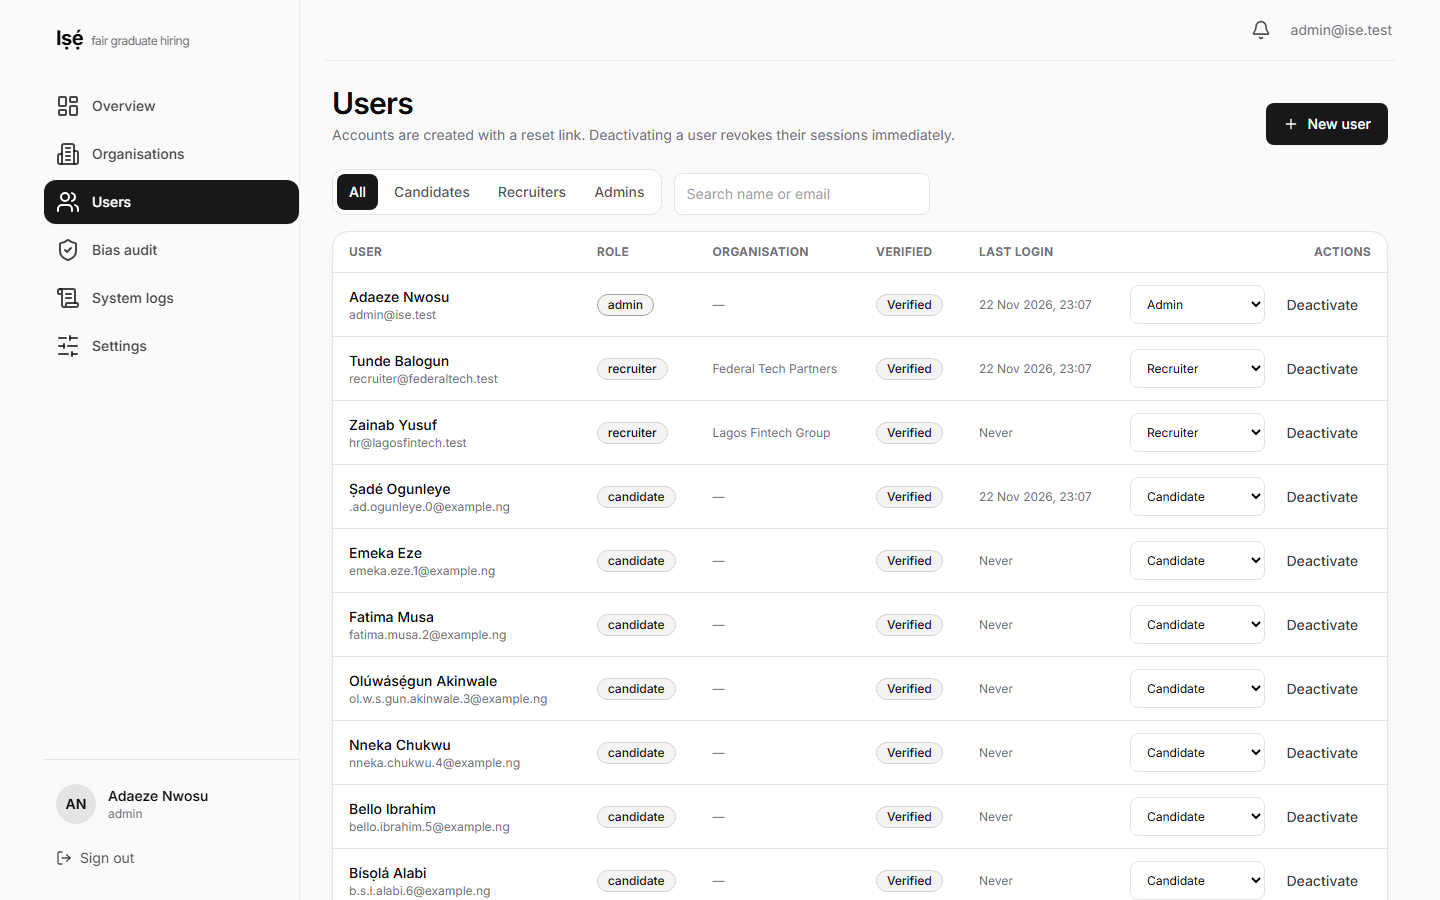 Iṣẹ́ fair graduate hiring
Overview
Organisations
Users
Bias audit
System logs
Settings
AN Adaeze Nwosu
admin
Sign out
admin@ise.test
Users
Accounts are created with a reset link. Deactivating a user revokes their sessions immediately.
+ New user
All Candidates Recruiters Admins Search name or email
USER ROLE ORGANISATION VERIFIED LAST LOGIN ACTIONS
Adaeze Nwosu admin — Verified 22 Nov 2026, 23:07 Admin Deactivate
admin@ise.test
Tunde Balogun recruiter Federal Tech Partners Verified 22 Nov 2026, 23:07 Recruiter Deactivate
recruiter@federaltech.test
Zainab Yusuf recruiter Lagos Fintech Group Verified Never Recruiter Deactivate
hr@lagosfintech.test
Ṣadé Ogunleye candidate — Verified 22 Nov 2026, 23:07 Candidate Deactivate
.ad.ogunleye.0@example.ng
Emeka Eze candidate — Verified Never Candidate Deactivate
emeka.eze.1@example.ng
Fatima Musa candidate — Verified Never Candidate Deactivate
fatima.musa.2@example.ng
Olúwáṣẹ́gun Akinwale candidate — Verified Never Candidate Deactivate
ol.w.s.gun.akinwale.3@example.ng
Nneka Chukwu candidate — Verified Never Candidate Deactivate
nneka.chukwu.4@example.ng
Bello Ibrahim candidate — Verified Never Candidate Deactivate
bello.ibrahim.5@example.ng
Bísọlá Alabi candidate — Verified Never Candidate Deactivate
b.s.l.alabi.6@example.ng